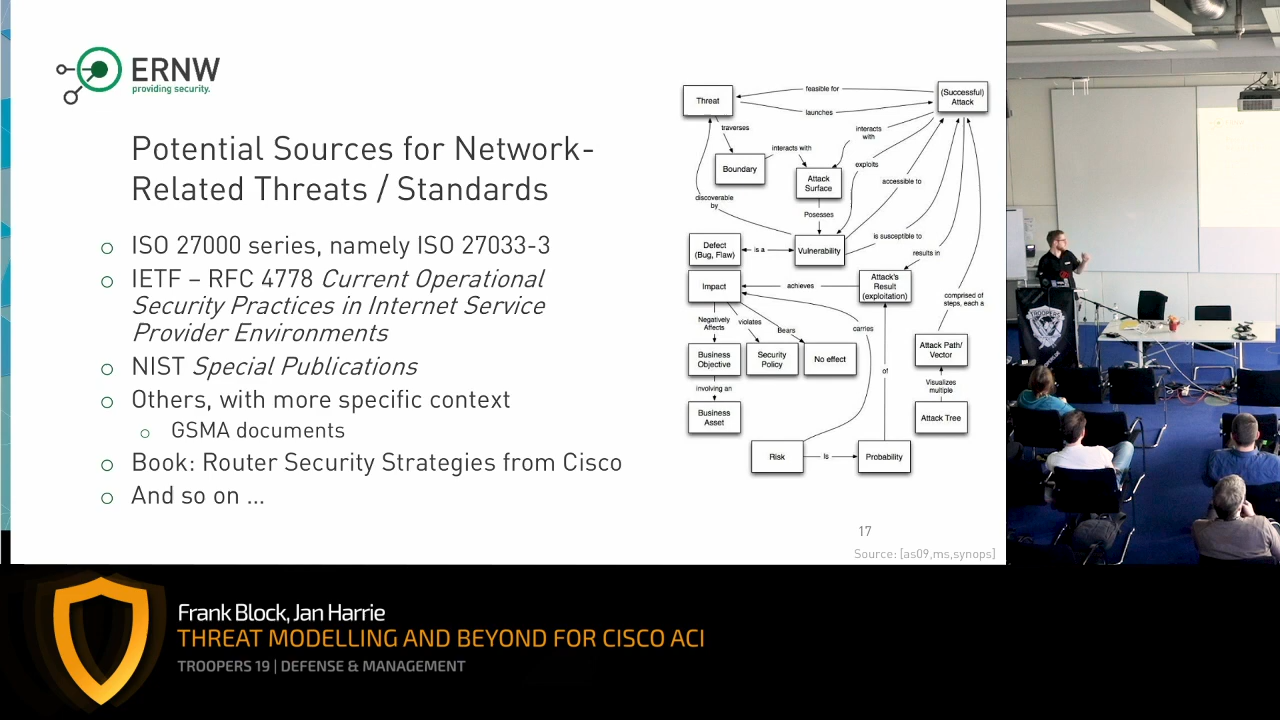 ERNW
providing security.
Potential Sources for Network-
Related Threats / Standards
ISO 27000 series, namely ISO 27033-3
IETF – RFC 4778 Current Operational
Security Practices in Internet Service
Provider Environments
NIST Special Publications
Others, with more specific context
GSMA documents
Book: Router Security Strategies from Cisco
And so on ...
Threat
feasible for
launches
(Successful)
Attack
traverses
Boundary
interacts with
interacts
with
Attack
Surface
exploits
accessible to
discoverable
by
Posesses
Defect
(Bug, Flaw)
is a
Vulnerability
is susceptible to
results in
Impact
achieves
Attack's
Result
(exploitation)
comprised of
steps, each a
Negatively
Affects
violates
Bears
carries
Business
Objective
Security
Policy
No effect
of
Attack Path/
Vector
involving an
Visualizes
multiple
Business
Asset
Attack Tree
Risk
Is
Probability
17
Source: [as09,ms,synops]
TROOPERS
Frank Block, Jan Harrie
THREAT MODELLING AND BEYOND FOR CISCO ACI
TROOPERS 19 | DEFENSE & MANAGEMENT